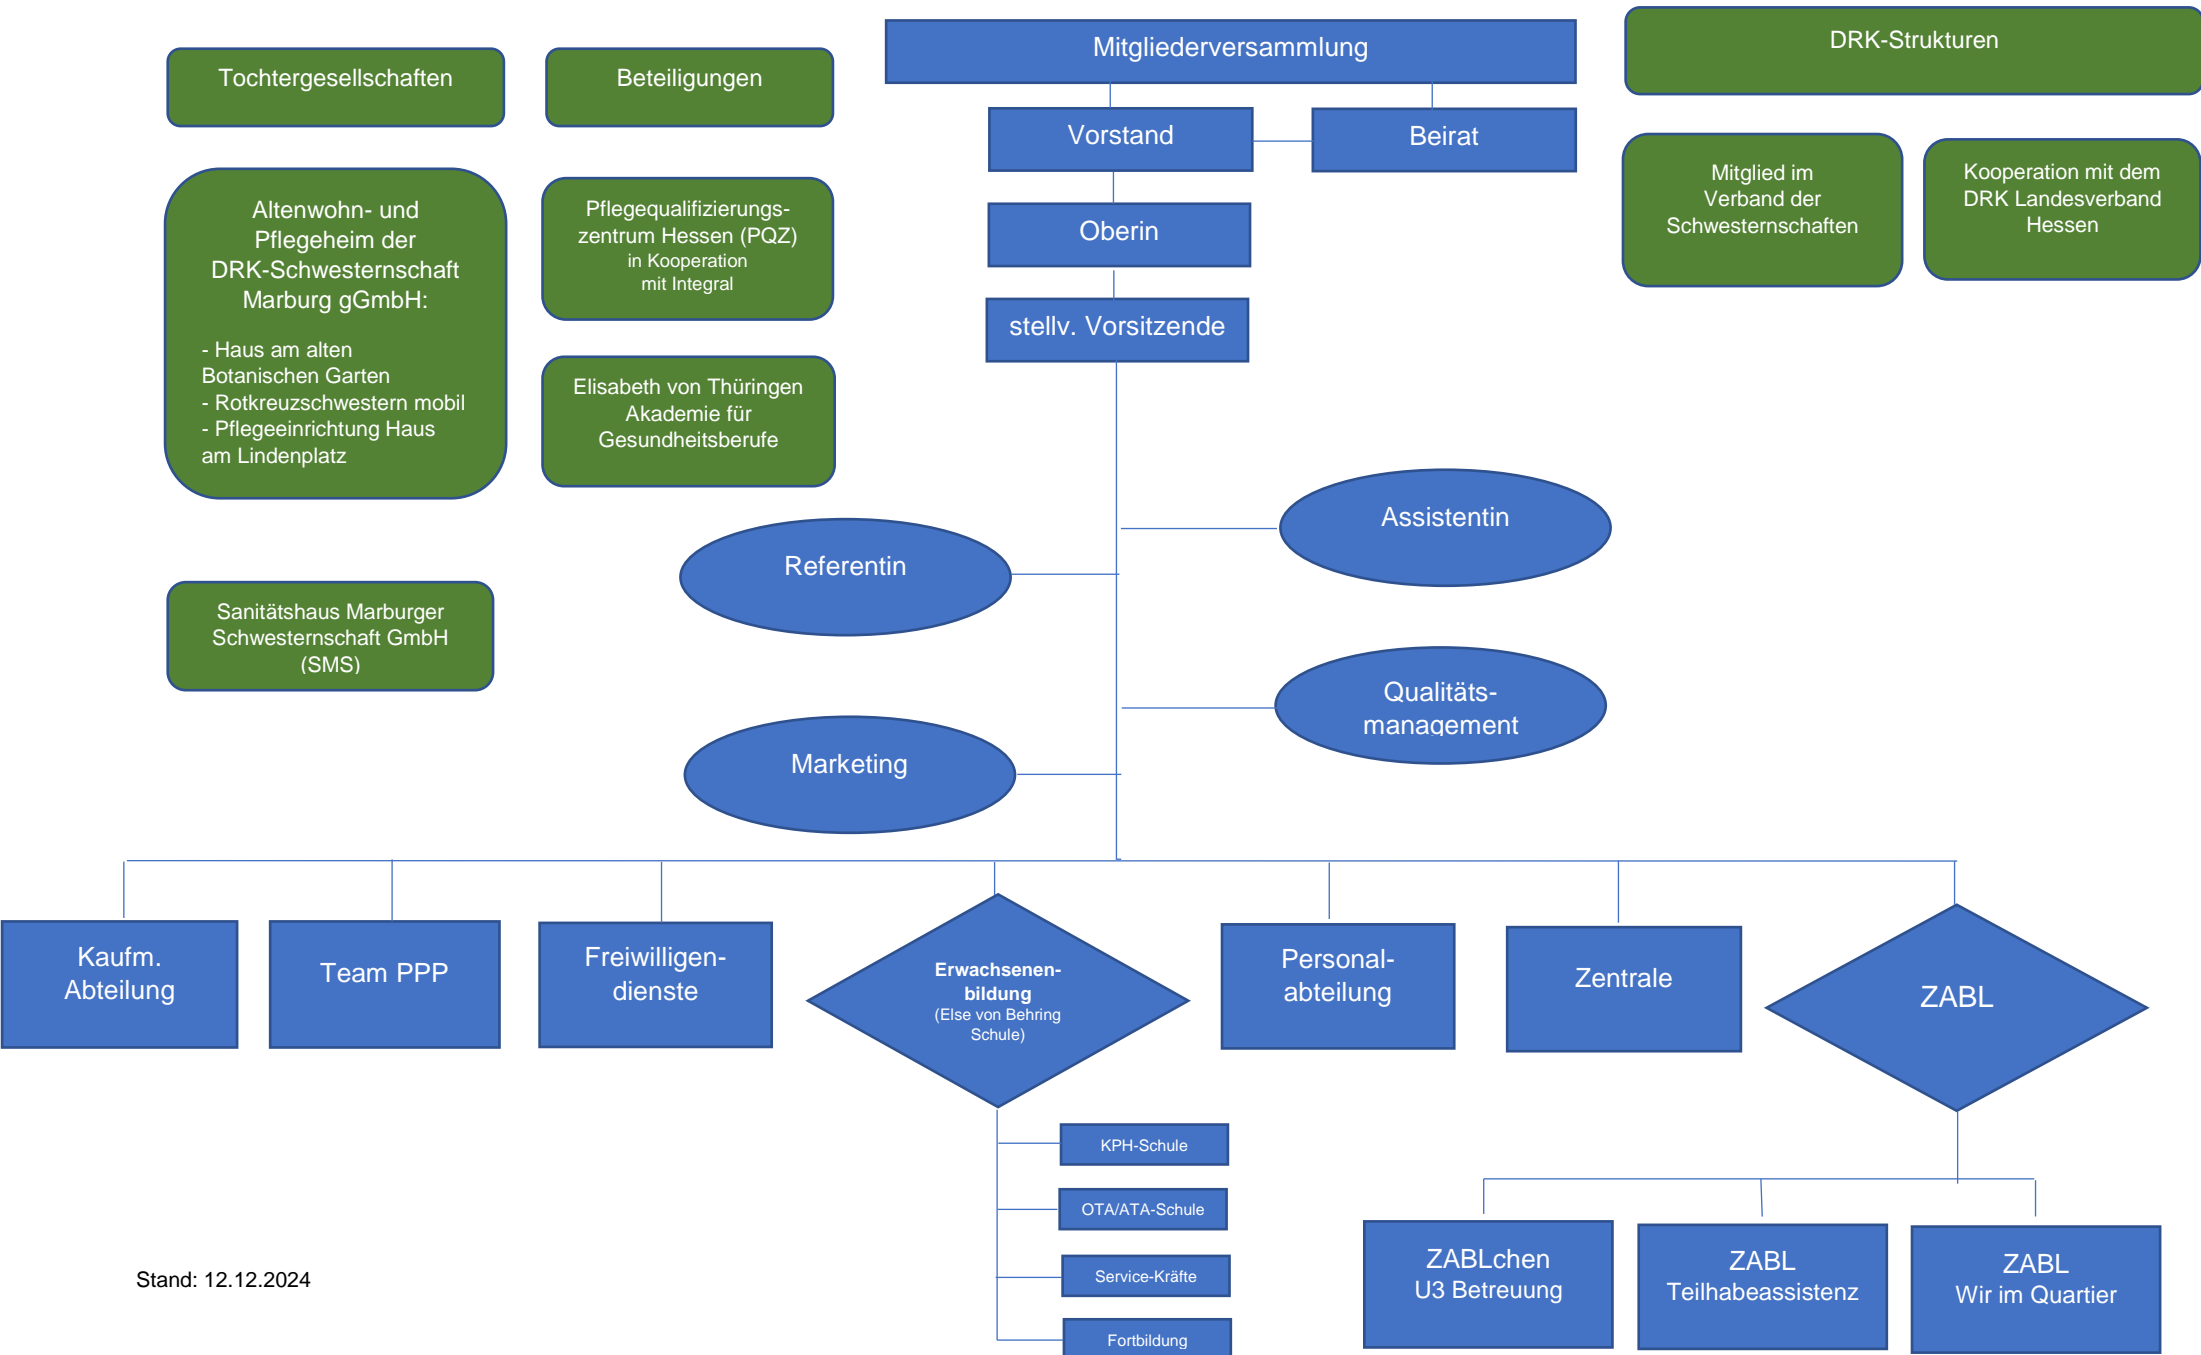 Mitgliederversammlung
DRK-Strukturen
Tochtergesellschaften
Beteiligungen
Vorstand
Beirat
Mitglied im
Verband der
Schwesternschaften
Kooperation mit dem
DRK Landesverband
Hessen
Altenwohn- und
Pflegeheim der
DRK-Schwesternschaft
Marburg gGmbH:
- Haus am alten
Botanischen Garten
- Rotkreuzschwestern mobil
- Pflegeeinrichtung Haus
am Lindenplatz
Pflegequalifizierungs-
zentrum Hessen (PQZ)
in Kooperation
mit Integral
Oberin
stellv. Vorsitzende
Elisabeth von Thüringen
Akademie für
Gesundheitsberufe
Assistentin
Referentin
Sanitätshaus Marburger
Schwesternschaft GmbH
(SMS)
Qualitäts-
management
Marketing
Kaufm.
Abteilung
Team PPP
Freiwilligen-
dienste
Erwachsenen-
bildung
(Else von Behring
Schule)
Personal-
abteilung
Zentrale
ZABL
KPH-Schule
OTA/ATA-Schule
Service-Kräfte
Fortbildung
ZABLchen
U3 Betreuung
ZABL
Teilhabeassistenz
ZABL
Wir im Quartier
Stand: 12.12.2024